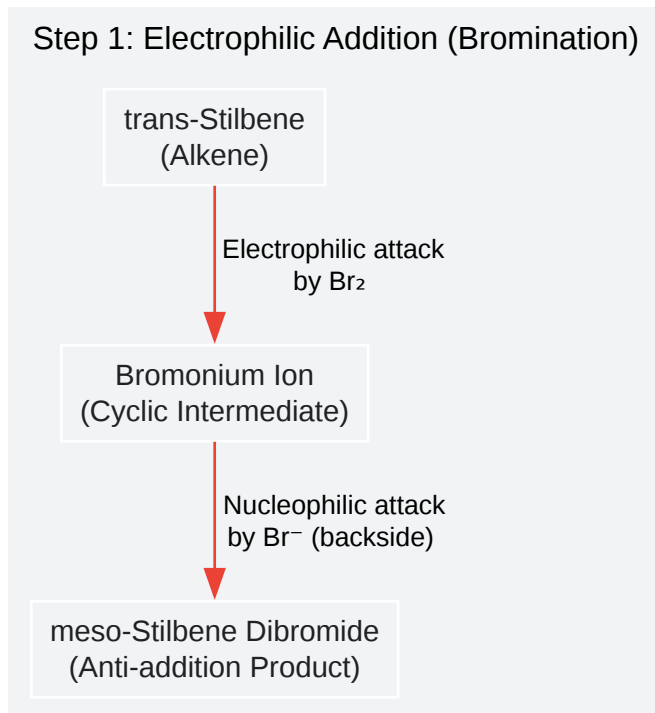 Step 1: Electrophilic Addition (Bromination)
trans-Stilbene
(Alkene)
Electrophilic attack
by Br₂
Bromonium Ion
(Cyclic Intermediate)
Nucleophilic attack
by Br⁻ (backside)
meso-Stilbene Dibromide
(Anti-addition Product)